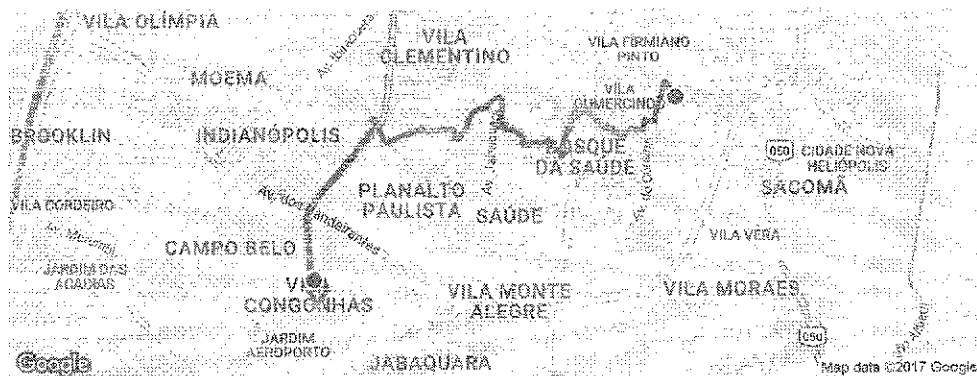 VILA OLÍMPIA
VILA
CLEMENTINO
VILA FIRMIANO
PINTO
MOEMA
VILA
GUMERCINDO
BROOKLIN
INDIANÓPOLIS
BOSQUE
DA SAÚDE
050
CIDADE NOVA
HELIÓPOLIS
SACOMÃ
PLANALTO
PAULISTA
Av. dos Bandeirantes
VILA CORDEIRO
SAÚDE
VILA VERA
CAMPO BELO
JARDIM DAS
ACACIAS
VILA
CONGONHAS
VILA MONTE
ALEGRE
VILA MORAES
JARDIM
AEROPORTO
050
JABAQUARA
Google
Map data ©2017 Google